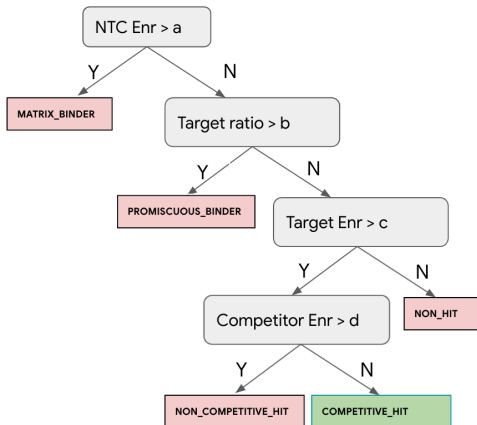 NTC Enr > a
Y
N
MATRIX_BINDER
Target ratio > b
Y
N
PROMISCUOUS_BINDER
Target Enr > c
Y
N
NON_HIT
Competitor Enr > d
Y
N
NON_COMPETITIVE_HIT
COMPETITIVE_HIT